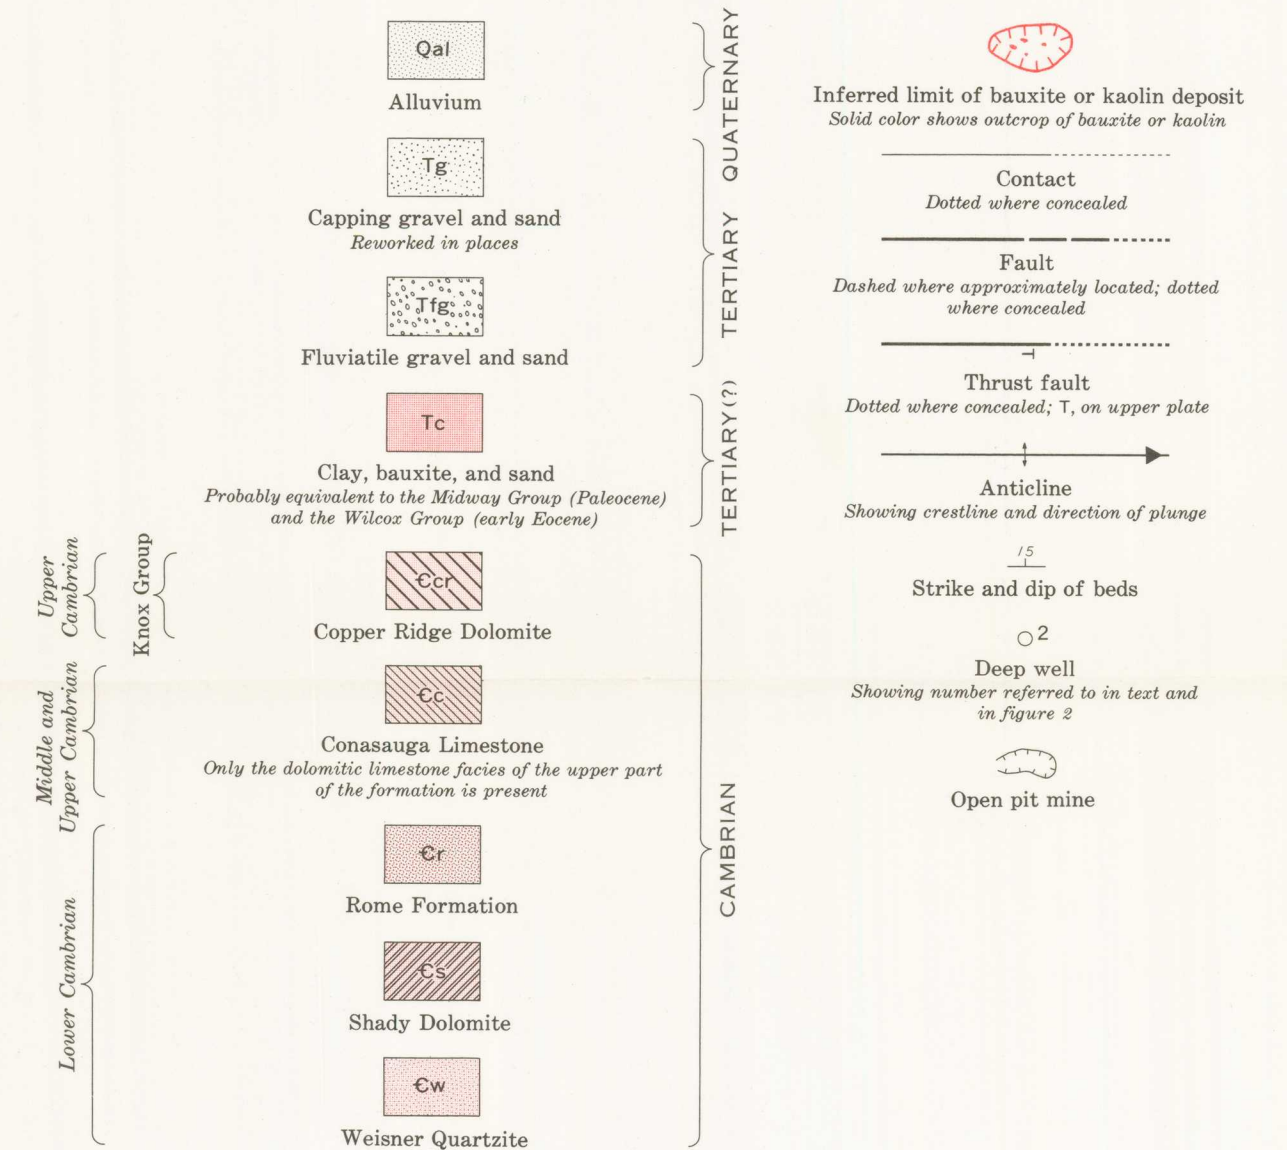 Qal
Alluvium
Tg
Capping gravel and sand
Reworked in places
Tfg
Fluviatile gravel and sand
Tc
Clay, bauxite, and sand
Probably equivalent to the Midway Group (Paleocene)
and the Wilcox Group (early Eocene)
Ꞓcr
Copper Ridge Dolomite
Ꞓc
Conasauga Limestone
Only the dolomitic limestone facies of the upper part
of the formation is present
Ꞓr
Rome Formation
Ꞓs
Shady Dolomite
Ꞓw
Weisner Quartzite
Upper
Cambrian
Knox Group
Middle and
Upper Cambrian
Lower Cambrian
QUATERNARY
TERTIARY
TERTIARY(?)
CAMBRIAN
Inferred limit of bauxite or kaolin deposit
Solid color shows outcrop of bauxite or kaolin
Contact
Dotted where concealed
Fault
Dashed where approximately located; dotted
where concealed
T
Thrust fault
Dotted where concealed; T, on upper plate
Anticline
Showing crestline and direction of plunge
15
Strike and dip of beds
2
Deep well
Showing number referred to in text and
in figure 2
Open pit mine